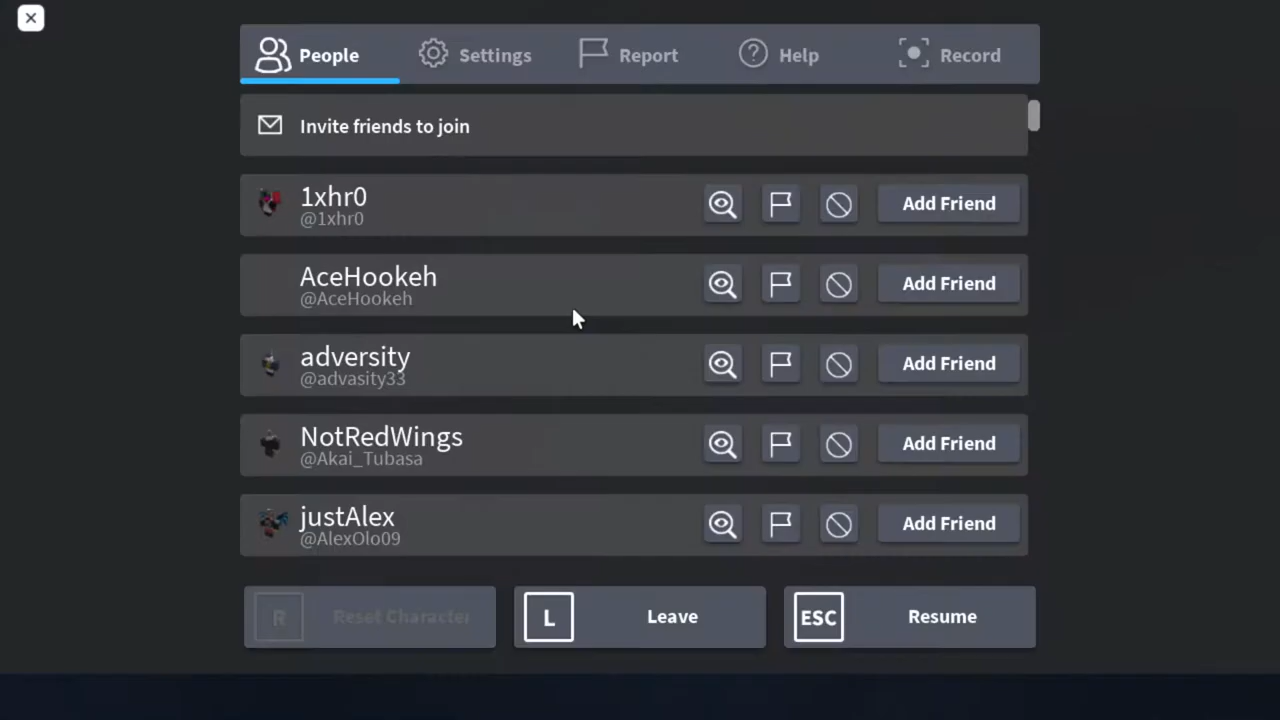 People
Settings
Report
Help
Record
Invite friends to join
1xhr0
@1xhr0
Add Friend
AceHookeh
@AceHookeh
Add Friend
adversity
@advasity33
Add Friend
NotRedWings
@Akai_Tubasa
Add Friend
justAlex
@AlexOlo09
Add Friend
R Reset Character
L Leave
ESC Resume